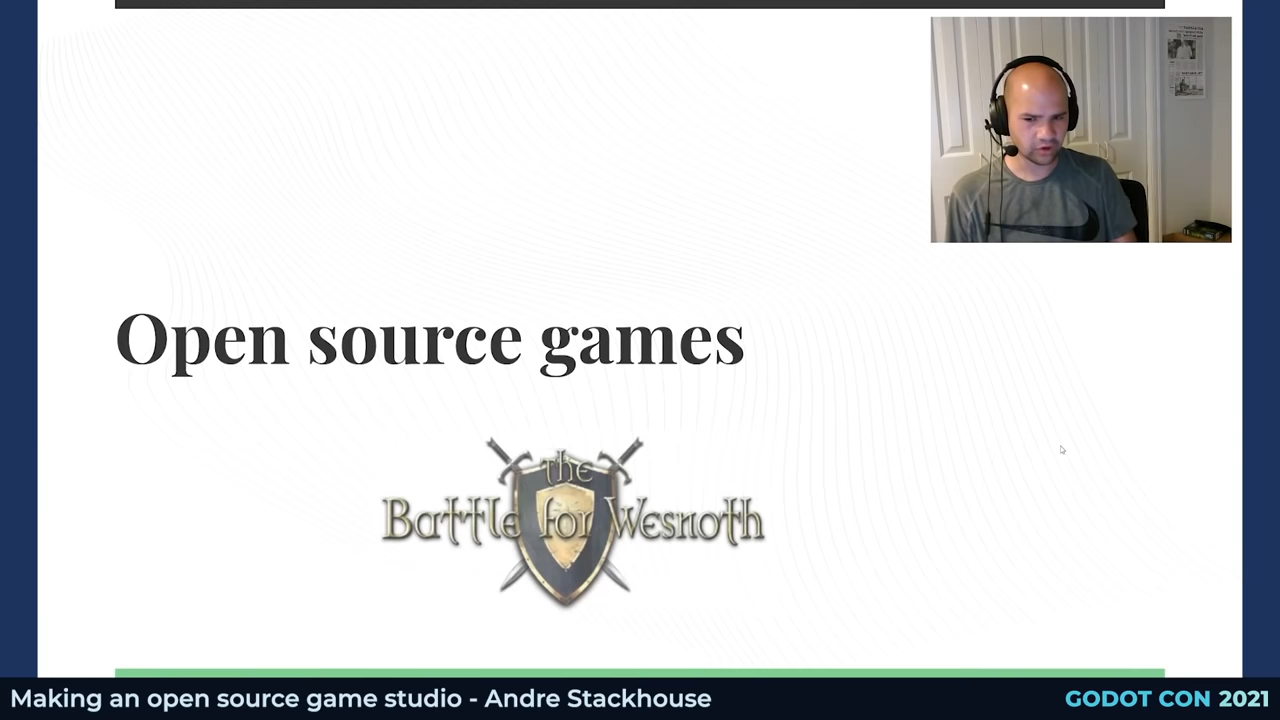 Open source games
the
Battle for Wesnoth
Making an open source game studio - Andre Stackhouse
GODOT CON 2021